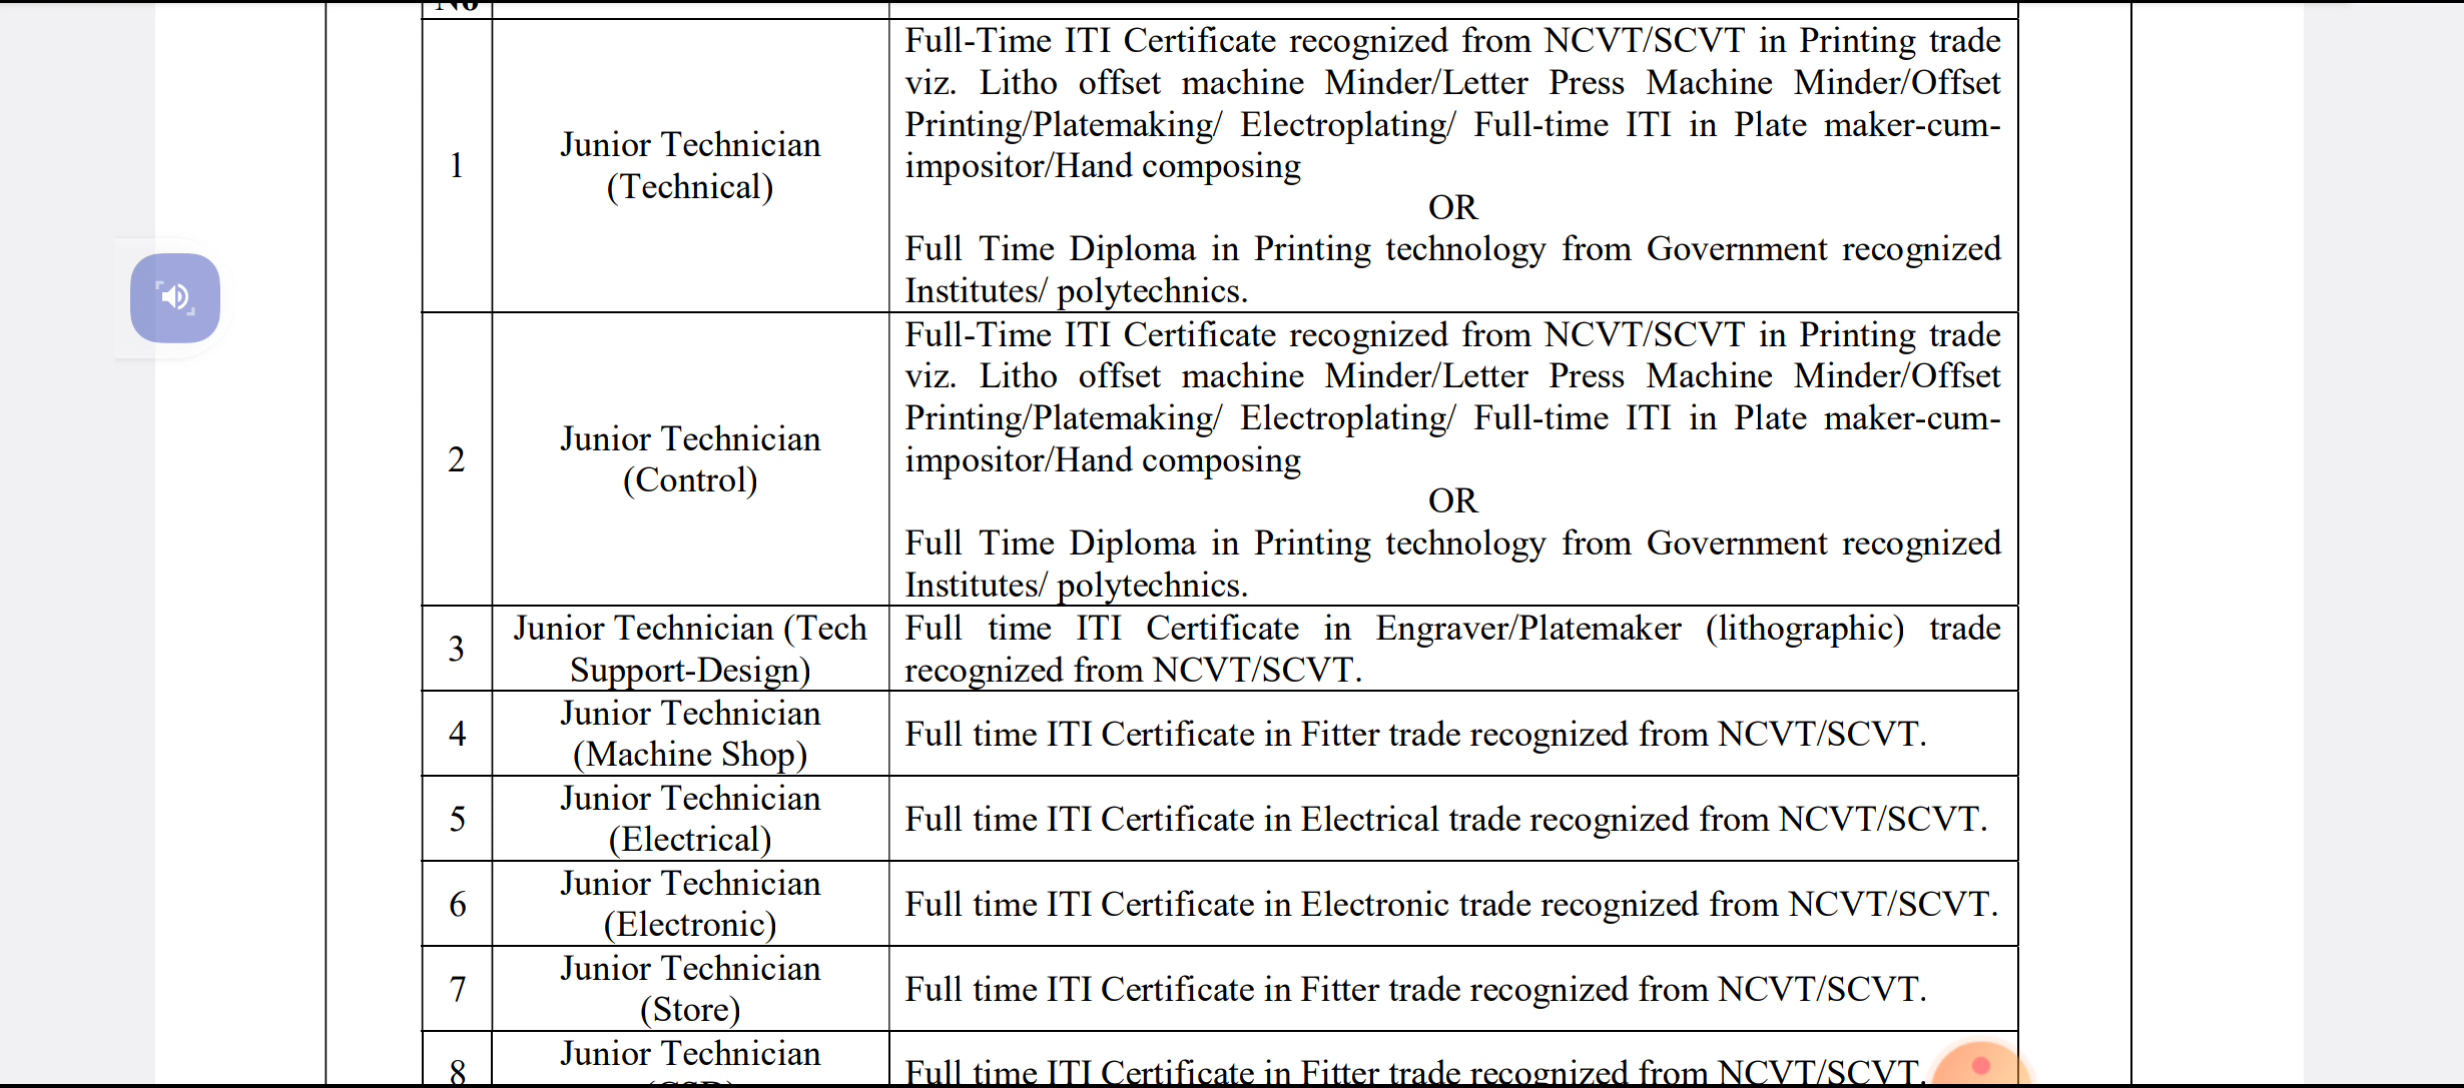 No
1
Junior Technician
(Technical)
Full-Time ITI Certificate recognized from NCVT/SCVT in Printing trade
viz. Litho offset machine Minder/Letter Press Machine Minder/Offset
Printing/Platemaking/ Electroplating/ Full-time ITI in Plate maker-cum-
impositor/Hand composing
OR
Full Time Diploma in Printing technology from Government recognized
Institutes/ polytechnics.
2
Junior Technician
(Control)
Full-Time ITI Certificate recognized from NCVT/SCVT in Printing trade
viz. Litho offset machine Minder/Letter Press Machine Minder/Offset
Printing/Platemaking/ Electroplating/ Full-time ITI in Plate maker-cum-
impositor/Hand composing
OR
Full Time Diploma in Printing technology from Government recognized
Institutes/ polytechnics.
3
Junior Technician (Tech
Support-Design)
Full time ITI Certificate in Engraver/Platemaker (lithographic) trade
recognized from NCVT/SCVT.
4
Junior Technician
(Machine Shop)
Full time ITI Certificate in Fitter trade recognized from NCVT/SCVT.
5
Junior Technician
(Electrical)
Full time ITI Certificate in Electrical trade recognized from NCVT/SCVT.
6
Junior Technician
(Electronic)
Full time ITI Certificate in Electronic trade recognized from NCVT/SCVT.
7
Junior Technician
(Store)
Full time ITI Certificate in Fitter trade recognized from NCVT/SCVT.
8
Junior Technician
Full time ITI Certificate in Fitter trade recognized from NCVT/SCVT.